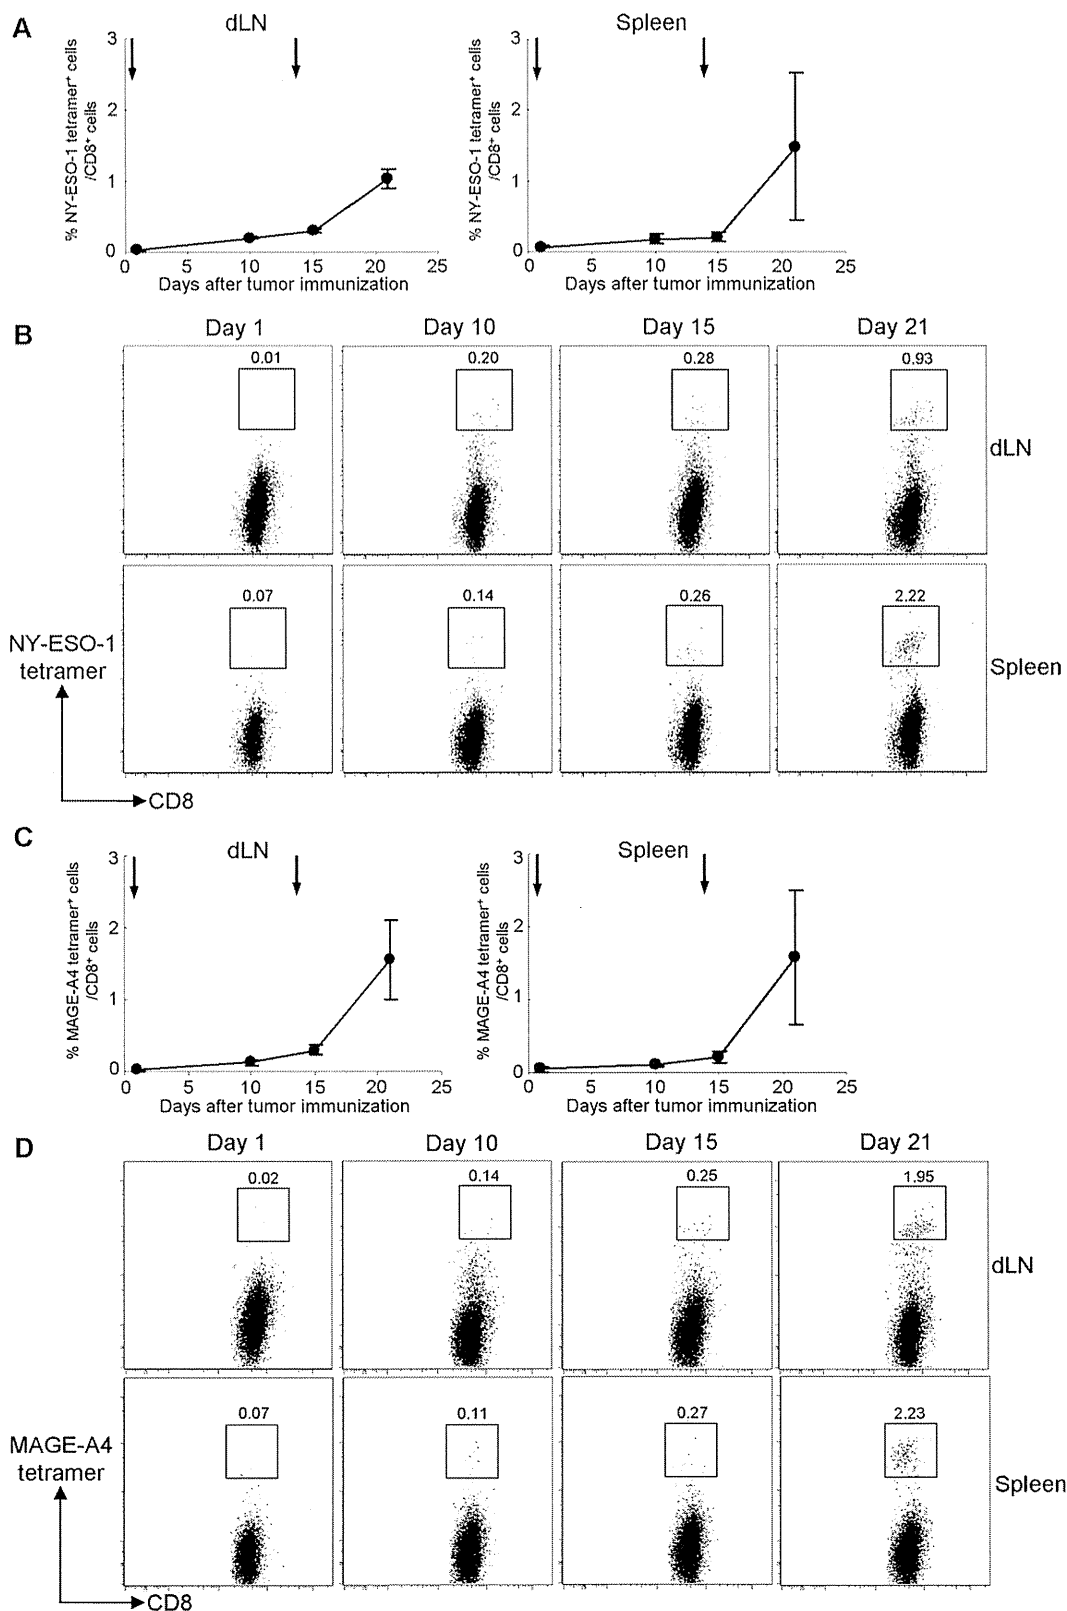 A
dLN
Spleen
% NY-ESO-1 tetramer⁺ cells
/CD8⁺ cells
3
2
1
0
0 5 10 15 20 25
Days after tumor immunization
% NY-ESO-1 tetramer⁺ cells
/CD8⁺ cells
3
2
1
0
0 5 10 15 20 25
Days after tumor immunization
B
Day 1 Day 10 Day 15 Day 21
0.01 0.20 0.28 0.93
dLN
0.07 0.14 0.26 2.22
NY-ESO-1
tetramer
Spleen
CD8
C
dLN
Spleen
% MAGE-A4 tetramer⁺ cells
/CD8⁺ cells
3
2
1
0
0 5 10 15 20 25
Days after tumor immunization
% MAGE-A4 tetramer⁺ cells
/CD8⁺ cells
3
2
1
0
0 5 10 15 20 25
Days after tumor immunization
D
Day 1 Day 10 Day 15 Day 21
0.02 0.14 0.25 1.95
dLN
0.07 0.11 0.27 2.23
MAGE-A4
tetramer
Spleen
CD8